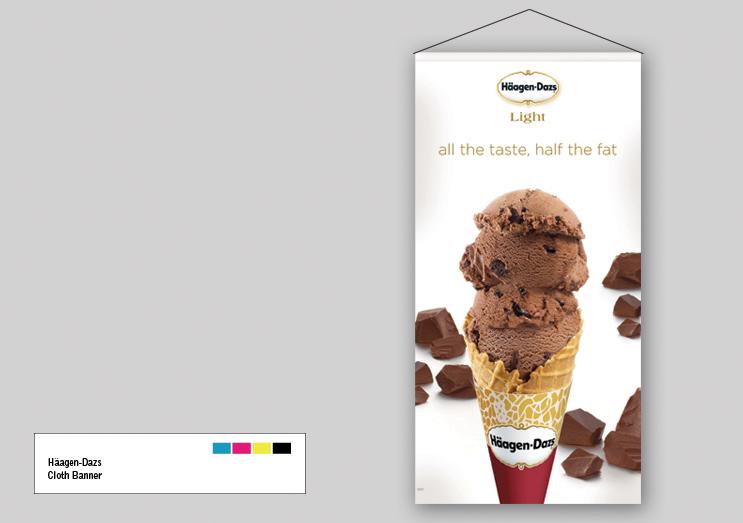 Häagen-Dazs
Light
all the taste, half the fat
Häagen-Dazs
Häagen-Dazs
Cloth Banner